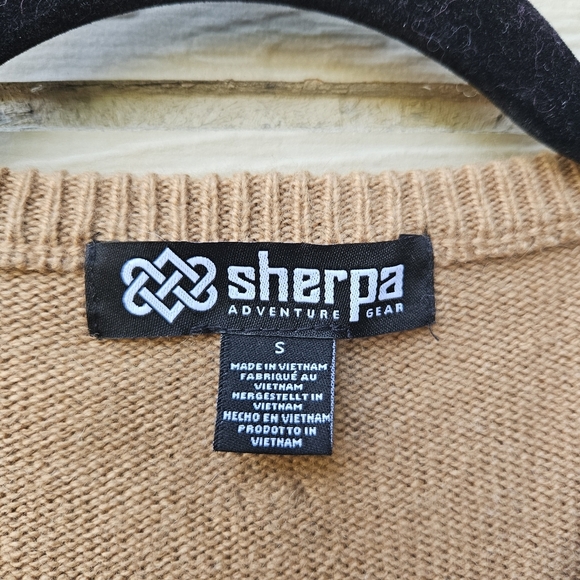 sherpa
ADVENTURE GEAR
S
MADE IN VIETNAM
FABRIQUÉ AU
VIETNAM
HERGESTELLT IN
VIETNAM
HECHO EN VIETNAM
PRODOTTO IN
VIETNAM